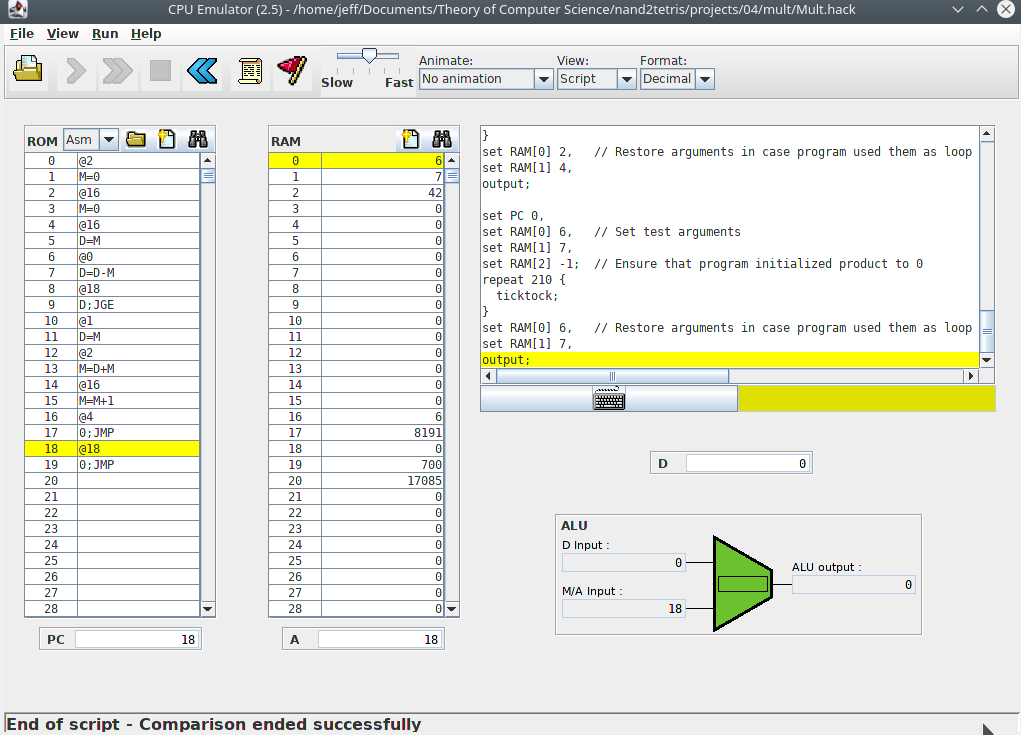 CPU Emulator (2.5) - /home/jeff/Documents/Theory of Computer Science/nand2tetris/projects/04/mult/Mult.hack
File View Run Help
Slow Fast
Animate: View: Format:
No animation Script Decimal
ROM Asm
0 @2
1 M=0
2 @16
3 M=0
4 @16
5 D=M
6 @0
7 D=D-M
8 @18
9 D;JGE
10 @1
11 D=M
12 @2
13 M=D+M
14 @16
15 M=M+1
16 @4
17 0;JMP
18 @18
19 0;JMP
20
21
22
23
24
25
26
27
28
PC 18
RAM
0 6
1 7
2 42
3 0
4 0
5 0
6 0
7 0
8 0
9 0
10 0
11 0
12 0
13 0
14 0
15 0
16 6
17 8191
18 0
19 700
20 17085
21 0
22 0
23 0
24 0
25 0
26 0
27 0
28 0
A 18
}
set RAM[0] 2,   // Restore arguments in case program used them as loop
set RAM[1] 4,
output;
set PC 0,
set RAM[0] 6,   // Set test arguments
set RAM[1] 7,
set RAM[2] -1;  // Ensure that program initialized product to 0
repeat 210 {
ticktock;
}
set RAM[0] 6,   // Restore arguments in case program used them as loop
set RAM[1] 7,
output;
D 0
ALU
D Input :
0
M/A Input :
18
ALU output :
0
End of script - Comparison ended successfully